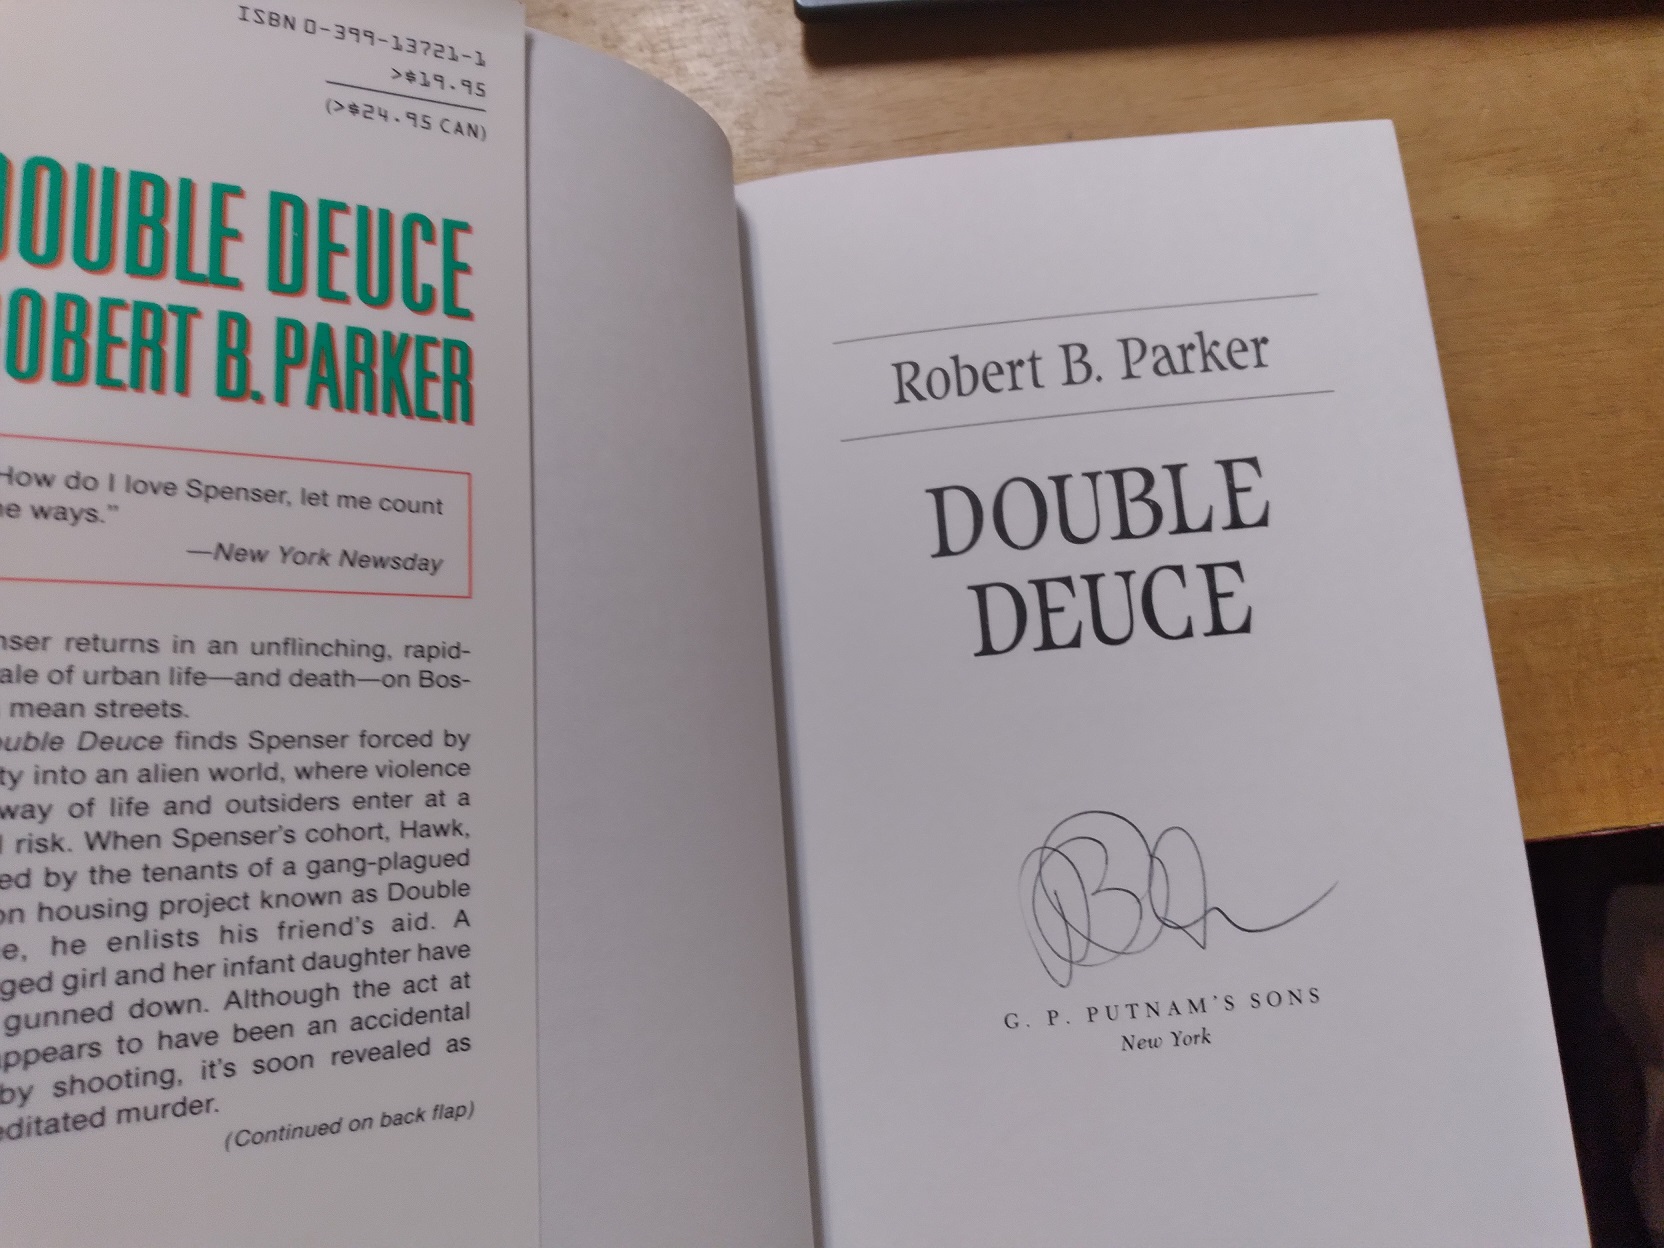 ISBN 0-399-13721-1
>$19.95
(>$24.95 CAN)
DOUBLE DEUCE
OBERT B. PARKER
How do I love Spenser, let me count
e ways."
—New York Newsday
nser returns in an unflinching, rapid-
ale of urban life—and death—on Bos-
mean streets.
ouble Deuce finds Spenser forced by
ty into an alien world, where violence
way of life and outsiders enter at a
l risk. When Spenser's cohort, Hawk,
ed by the tenants of a gang-plagued
on housing project known as Double
e, he enlists his friend's aid. A
ged girl and her infant daughter have
gunned down. Although the act at
appears to have been an accidental
by shooting, it's soon revealed as
editated murder.
(Continued on back flap)
Robert B. Parker
DOUBLE
DEUCE
G. P. PUTNAM'S SONS
New York